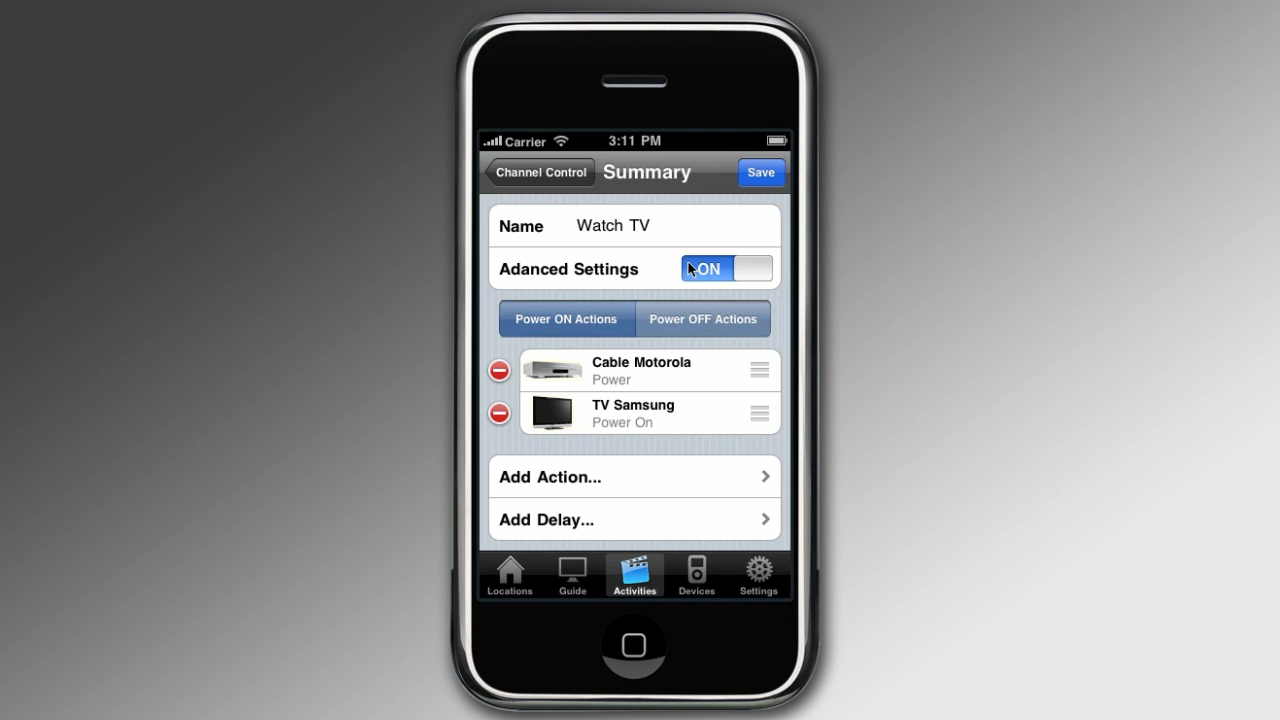 Carrier 3:11 PM
Channel Control Summary Save
Name Watch TV
Adanced Settings ON
Power ON Actions Power OFF Actions
Cable Motorola
Power
TV Samsung
Power On
Add Action...
Add Delay...
Locations Guide Activities Devices Settings